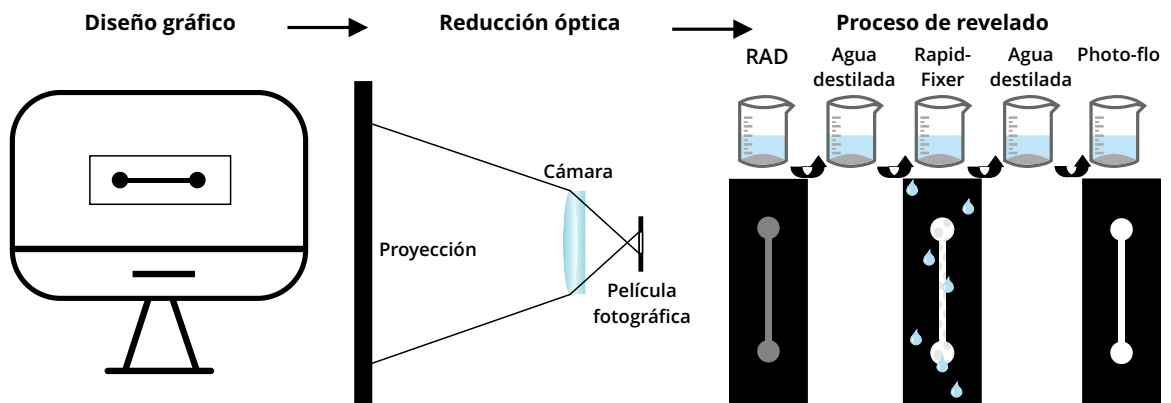 Diseño gráfico
Reducción óptica
Proceso de revelado
RAD
Agua
destilada
Rapid-
Fixer
Agua
destilada
Photo-flo
Cámara
Proyección
Película
fotográfica